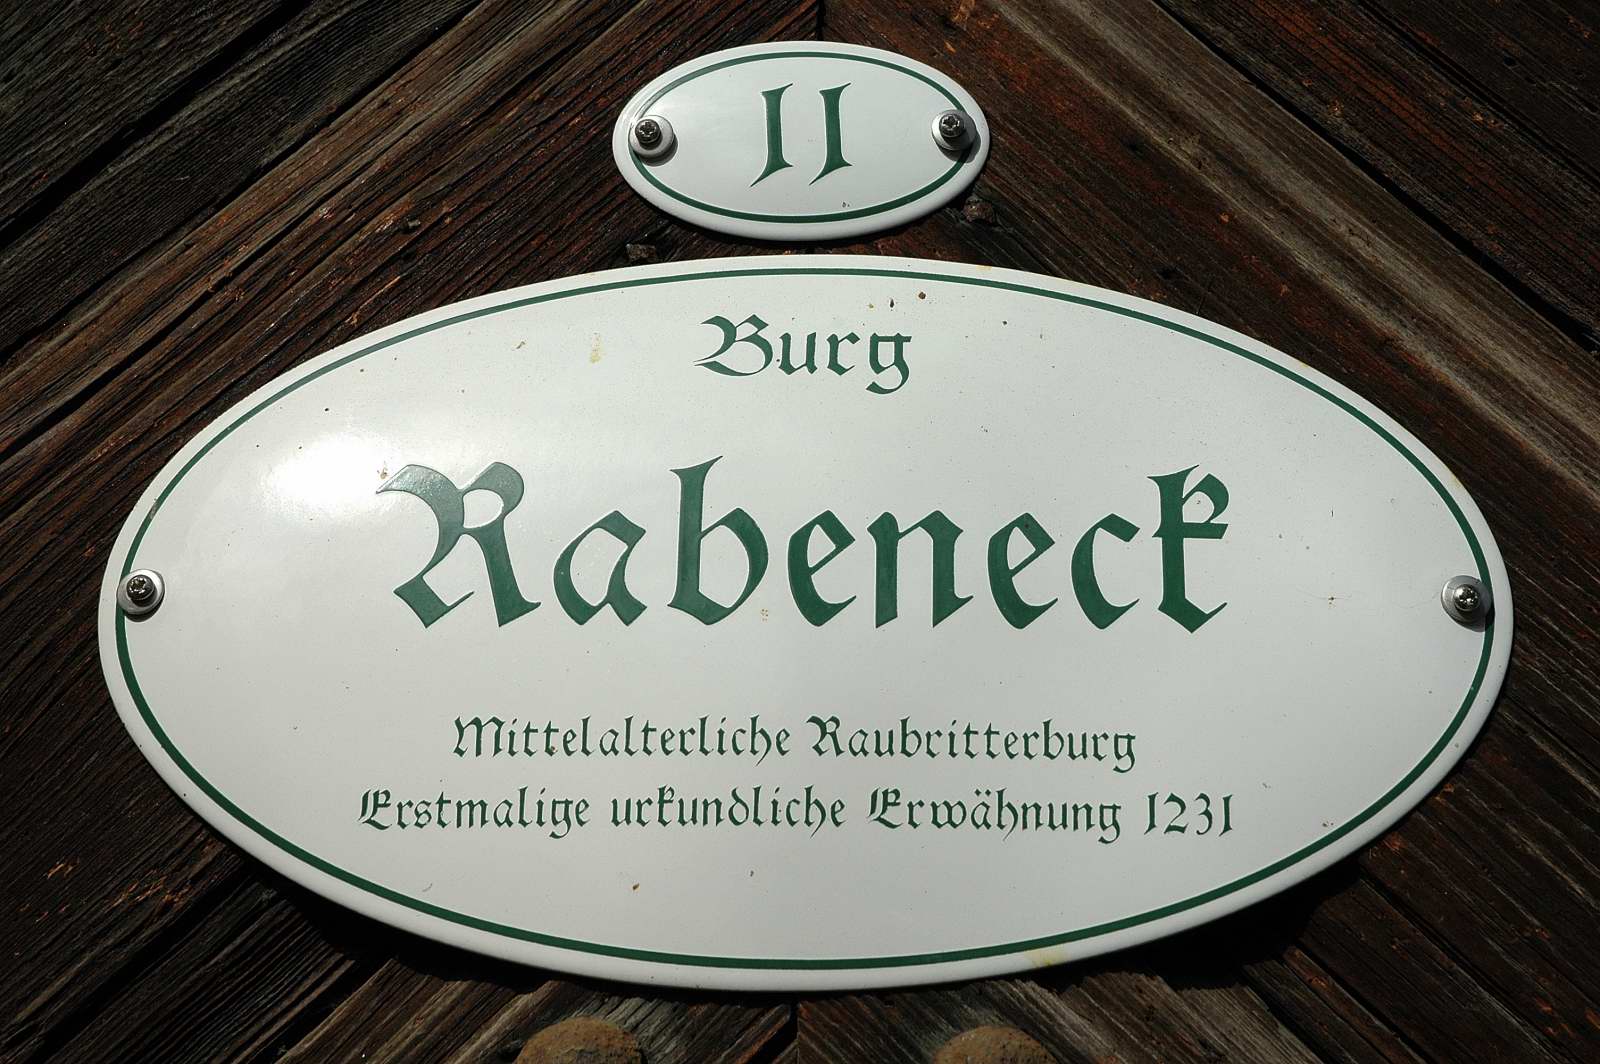 11
Burg
Rabeneck
Mittelalterliche Raubritterburg
Erstmalige urkundliche Erwähnung 1231